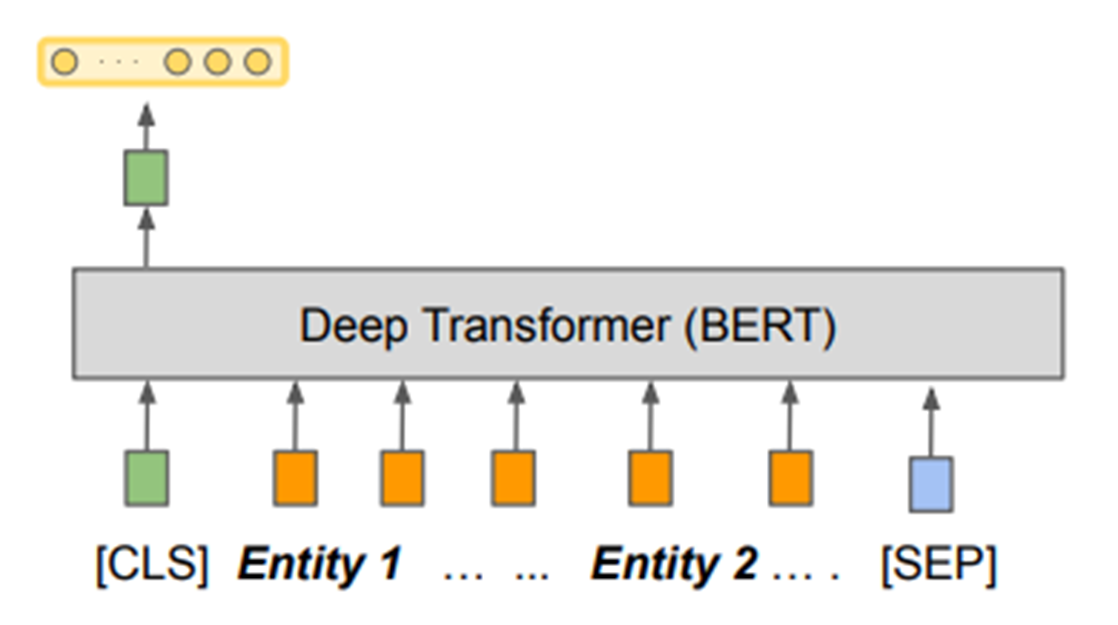 . . .
Deep Transformer (BERT)
[CLS] Entity 1 … ... Entity 2 … . [SEP]